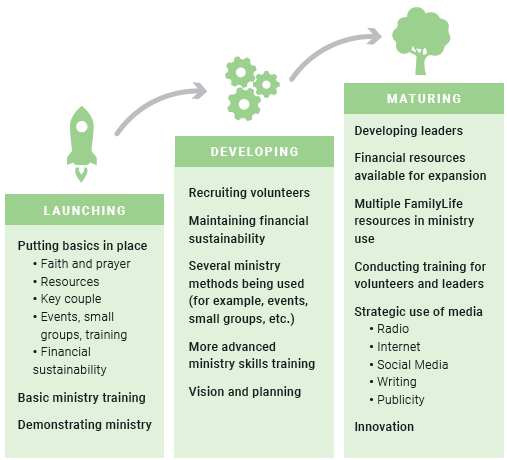 LAUNCHING
Putting basics in place
• Faith and prayer
• Resources
• Key couple
• Events, small
groups, training
• Financial
sustainability
Basic ministry training
Demonstrating ministry
DEVELOPING
Recruiting volunteers
Maintaining financial
sustainability
Several ministry
methods being used
(for example, events,
small groups, etc.)
More advanced
ministry skills training
Vision and planning
MATURING
Developing leaders
Financial resources
available for expansion
Multiple FamilyLife
resources in ministry
use
Conducting training for
volunteers and leaders
Strategic use of media
• Radio
• Internet
• Social Media
• Writing
• Publicity
Innovation